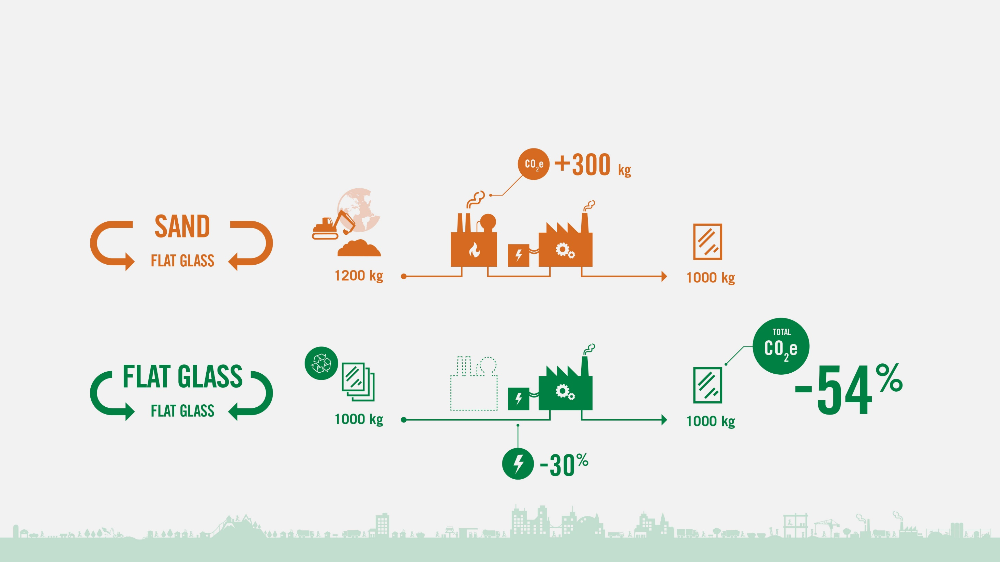 CO₂e +300 kg
SAND
FLAT GLASS
1200 kg
1000 kg
TOTAL
CO₂e
-54%
FLAT GLASS
FLAT GLASS
1000 kg
1000 kg
-30%